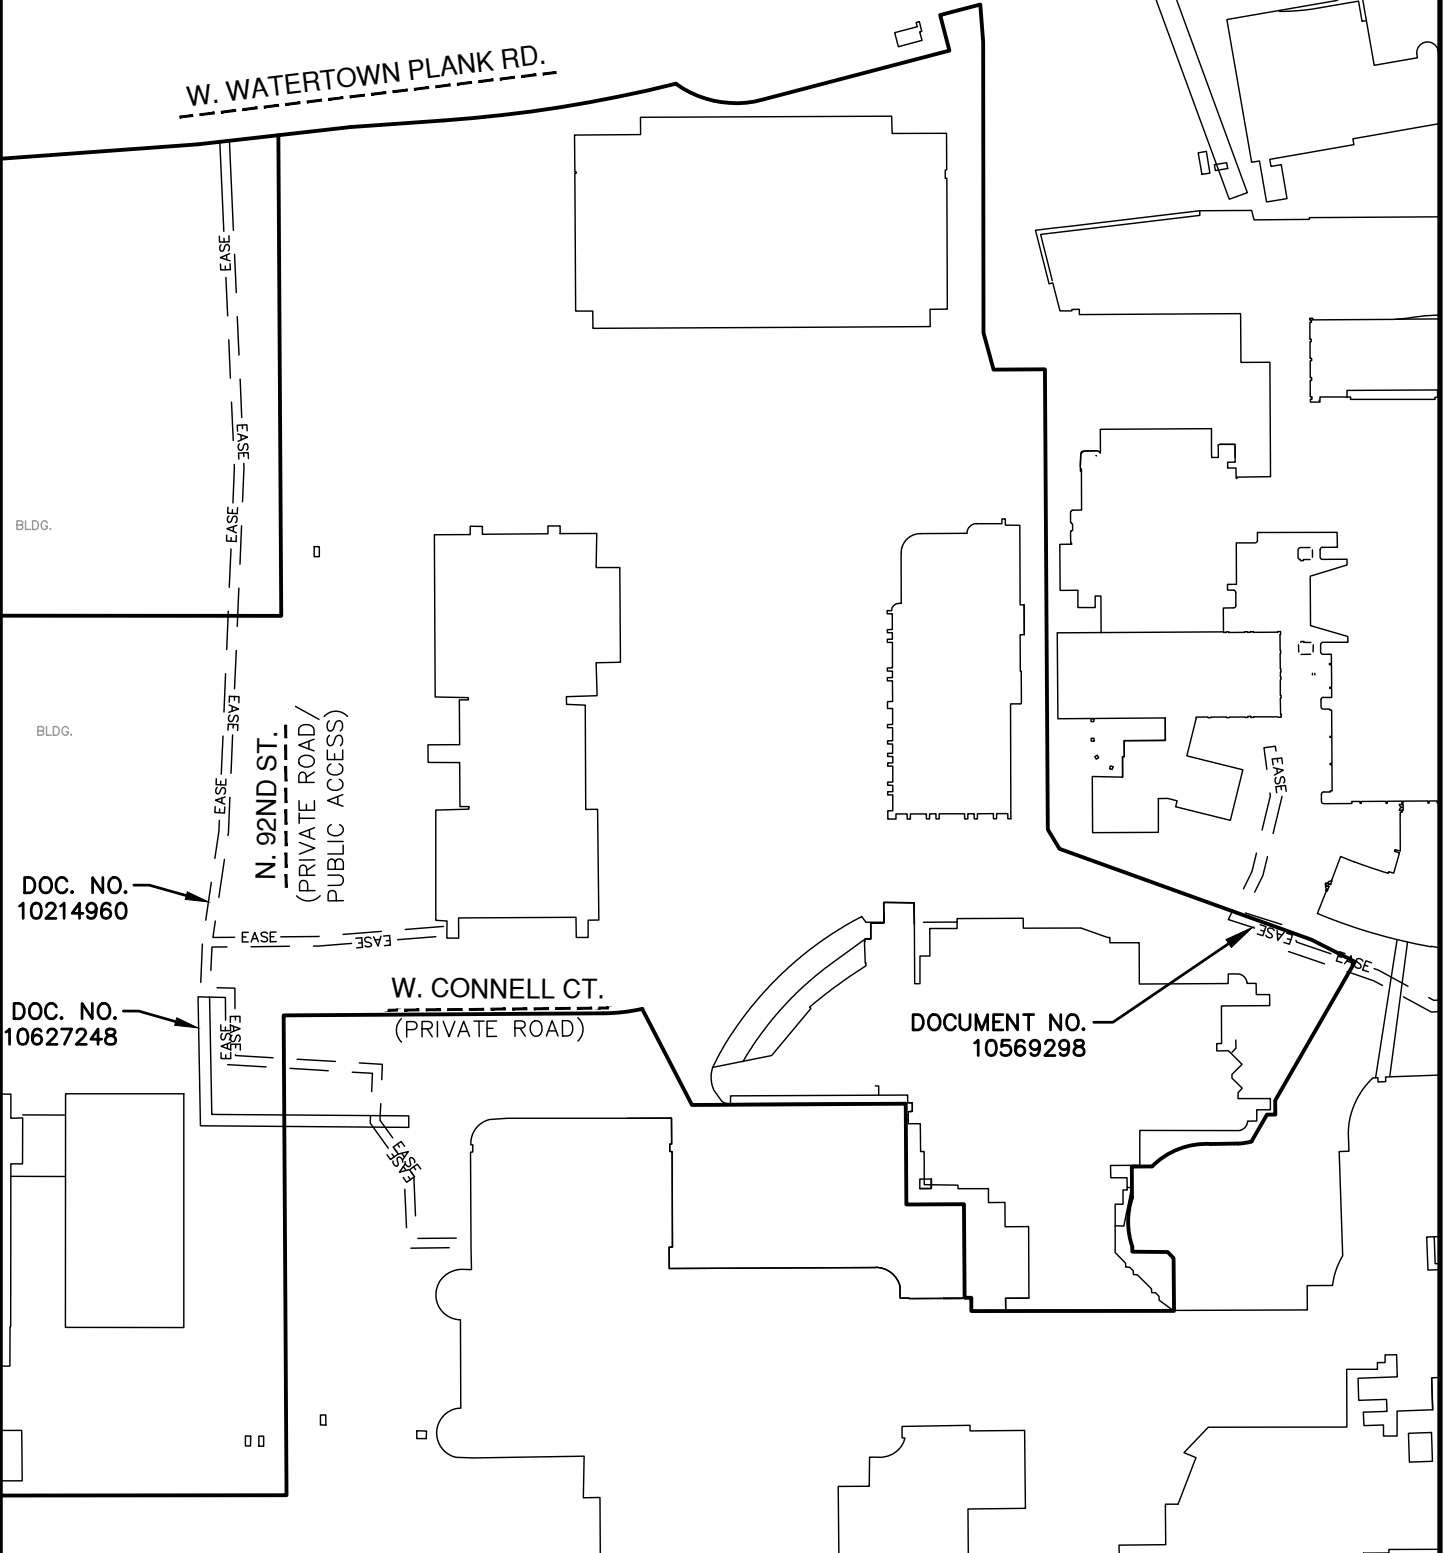 W. WATERTOWN PLANK RD.
EASE
EASE
EASE
BLDG.
BLDG.
EASE
EASE
N. 92ND ST.
(PRIVATE ROAD/
PUBLIC ACCESS)
EASE
DOC. NO.
10214960
EASE
EASE
EASE
EASE
W. CONNELL CT.
(PRIVATE ROAD)
DOC. NO.
10627248
EASE
EASE
DOCUMENT NO.
10569298
EASE
EASE